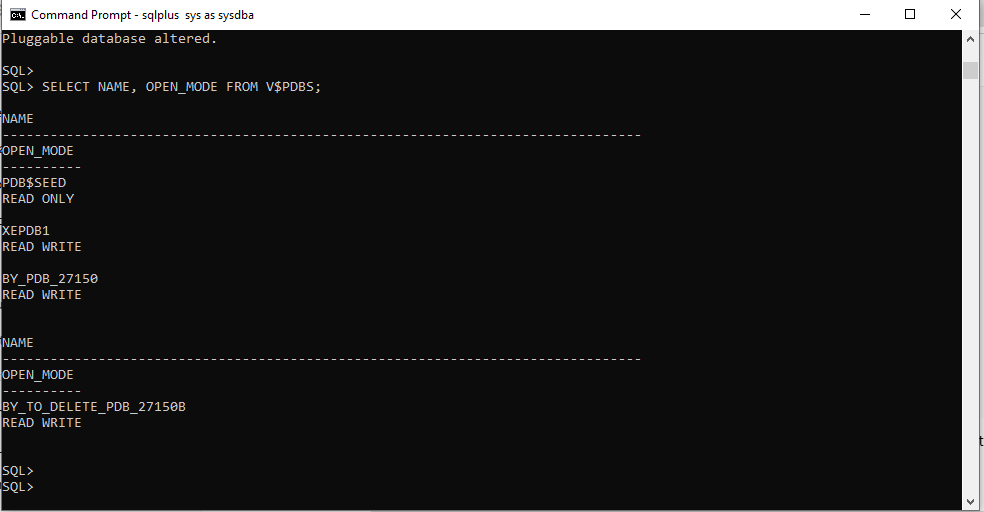 Command Prompt - sqlplus  sys as sysdba
Pluggable database altered.
SQL>
SQL> SELECT NAME, OPEN_MODE FROM V$PDBS;
NAME
--------------------------------------------------------------------------------
OPEN_MODE
----------
PDB$SEED
READ ONLY
XEPDB1
READ WRITE
BY_PDB_27150
READ WRITE
NAME
--------------------------------------------------------------------------------
OPEN_MODE
----------
BY_TO_DELETE_PDB_27150B
READ WRITE
SQL>
SQL>